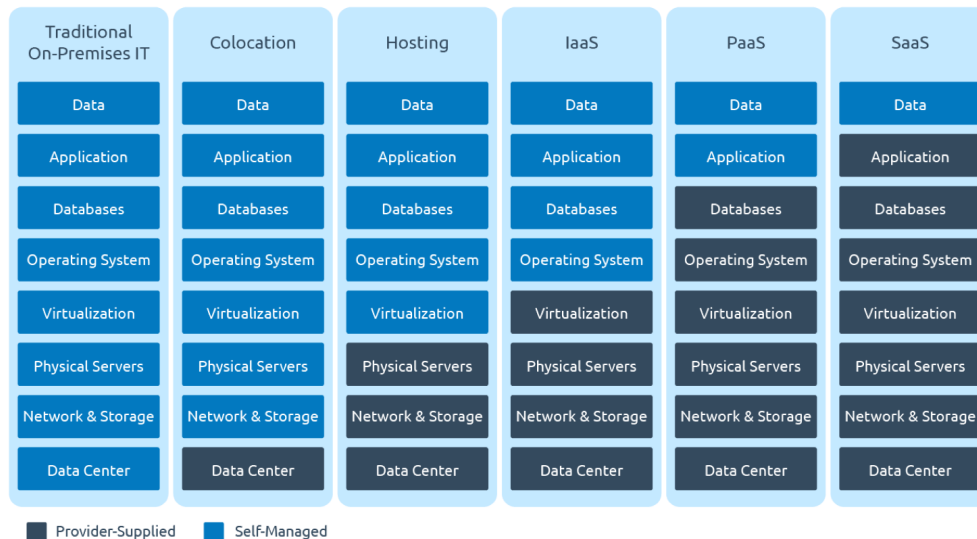 Traditional
On-Premises IT
Colocation
Hosting
IaaS
PaaS
SaaS
Data
Data
Data
Data
Data
Data
Application
Application
Application
Application
Application
Application
Databases
Databases
Databases
Databases
Databases
Databases
Operating System
Operating System
Operating System
Operating System
Operating System
Operating System
Virtualization
Virtualization
Virtualization
Virtualization
Virtualization
Virtualization
Physical Servers
Physical Servers
Physical Servers
Physical Servers
Physical Servers
Physical Servers
Network & Storage
Network & Storage
Network & Storage
Network & Storage
Network & Storage
Network & Storage
Data Center
Data Center
Data Center
Data Center
Data Center
Data Center
Provider-Supplied
Self-Managed